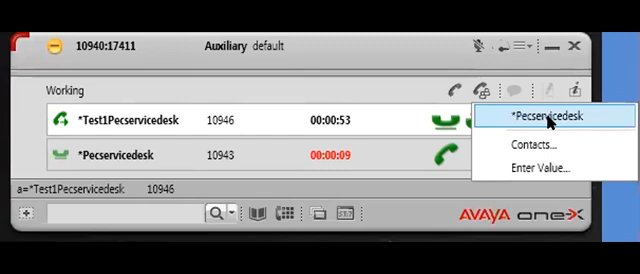 10940:17411 Auxiliary default
Working
*Test1Pecservicedesk 10946 00:00:53
*Pecservicedesk
*Pecservicedesk 10943 00:00:09
Contacts...
Enter Value...
a=*Test1Pecservicedesk 10946
AVAYA one-X